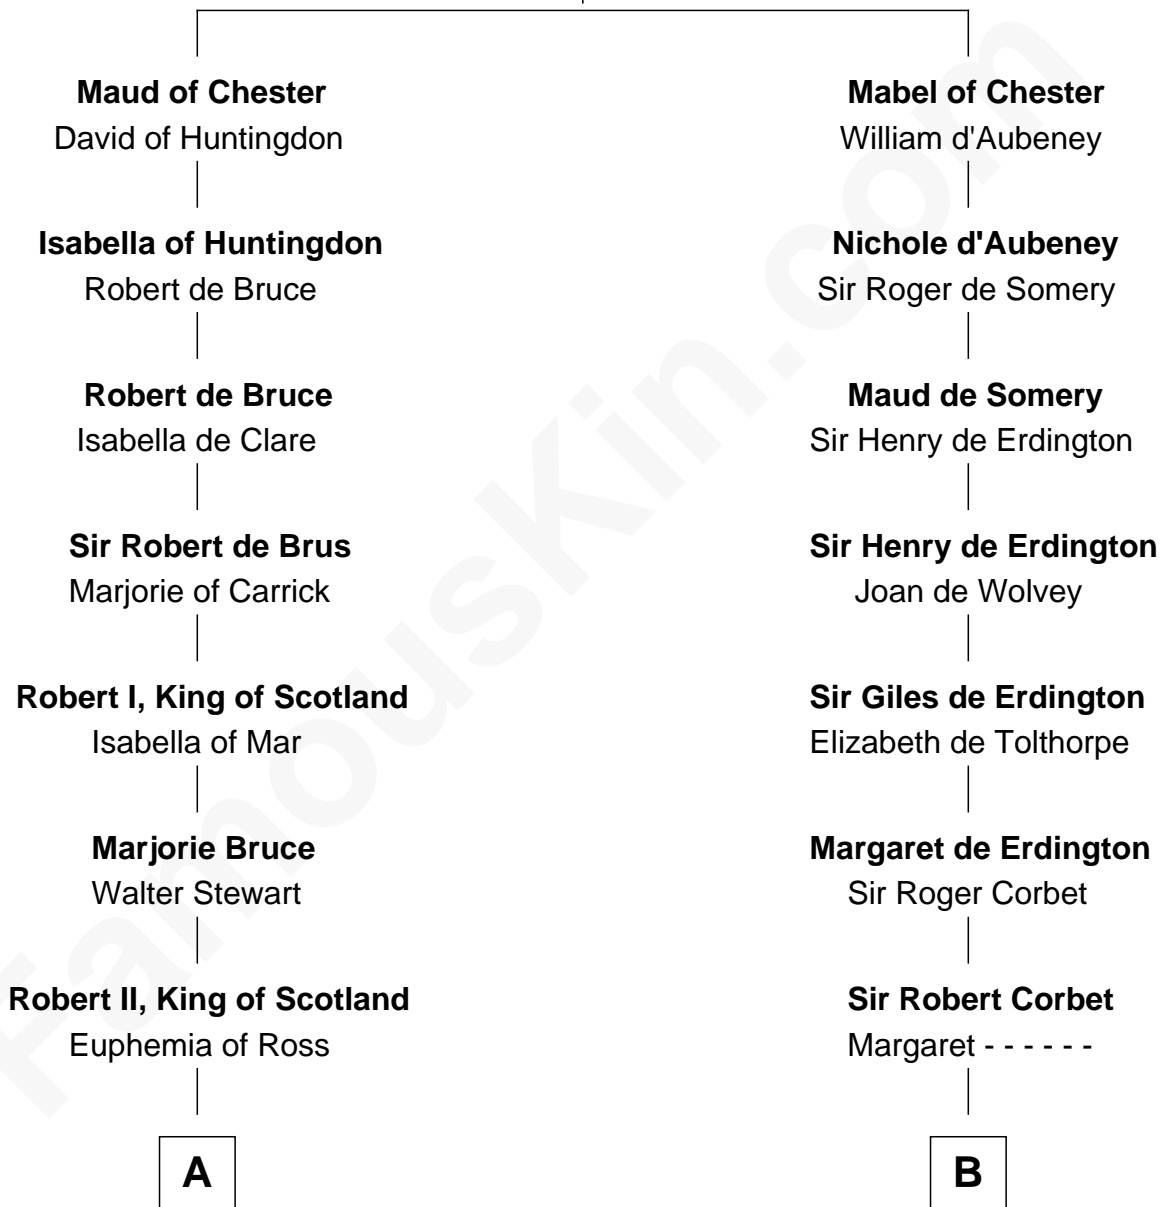 Maud of Chester
David of Huntingdon
Mabel of Chester
William d'Aubeney
Isabella of Huntingdon
Robert de Bruce
Nichole d'Aubeney
Sir Roger de Somery
Robert de Bruce
Isabella de Clare
Maud de Somery
Sir Henry de Erdington
Sir Robert de Brus
Marjorie of Carrick
Sir Henry de Erdington
Joan de Wolvey
Robert I, King of Scotland
Isabella of Mar
Sir Giles de Erdington
Elizabeth de Tolthorpe
Marjorie Bruce
Walter Stewart
Margaret de Erdington
Sir Roger Corbet
Robert II, King of Scotland
Euphemia of Ross
Sir Robert Corbet
Margaret - - - - - -
A
B
FamousKin.com